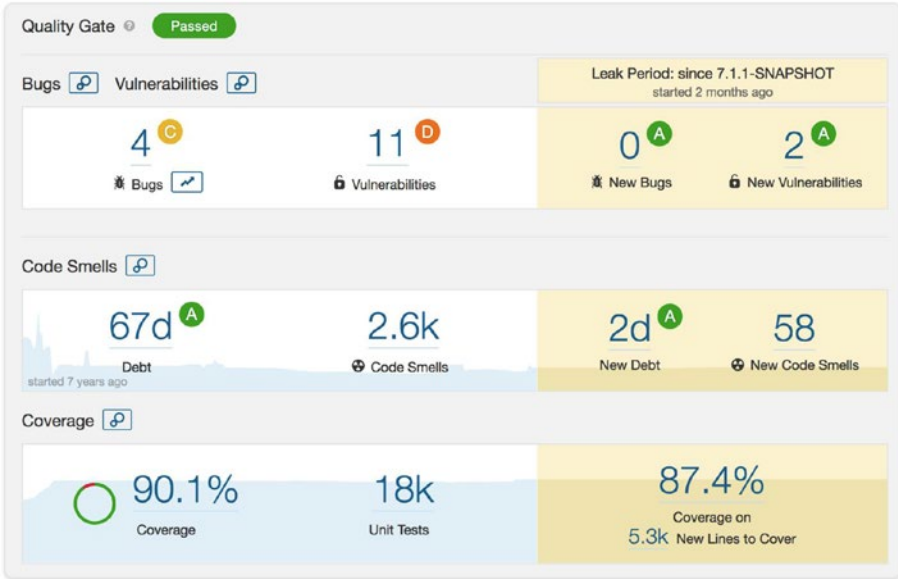 Quality Gate ? Passed
Bugs Vulnerabilities
Leak Period: since 7.1.1-SNAPSHOT
started 2 months ago
4 C
11 D
0 A
2 A
Bugs
Vulnerabilities
New Bugs
New Vulnerabilities
Code Smells
67d A
2.6k
2d A
58
Debt
Code Smells
New Debt
New Code Smells
started 7 years ago
Coverage
90.1%
18k
87.4%
Coverage
Unit Tests
Coverage on
5.3k New Lines to Cover